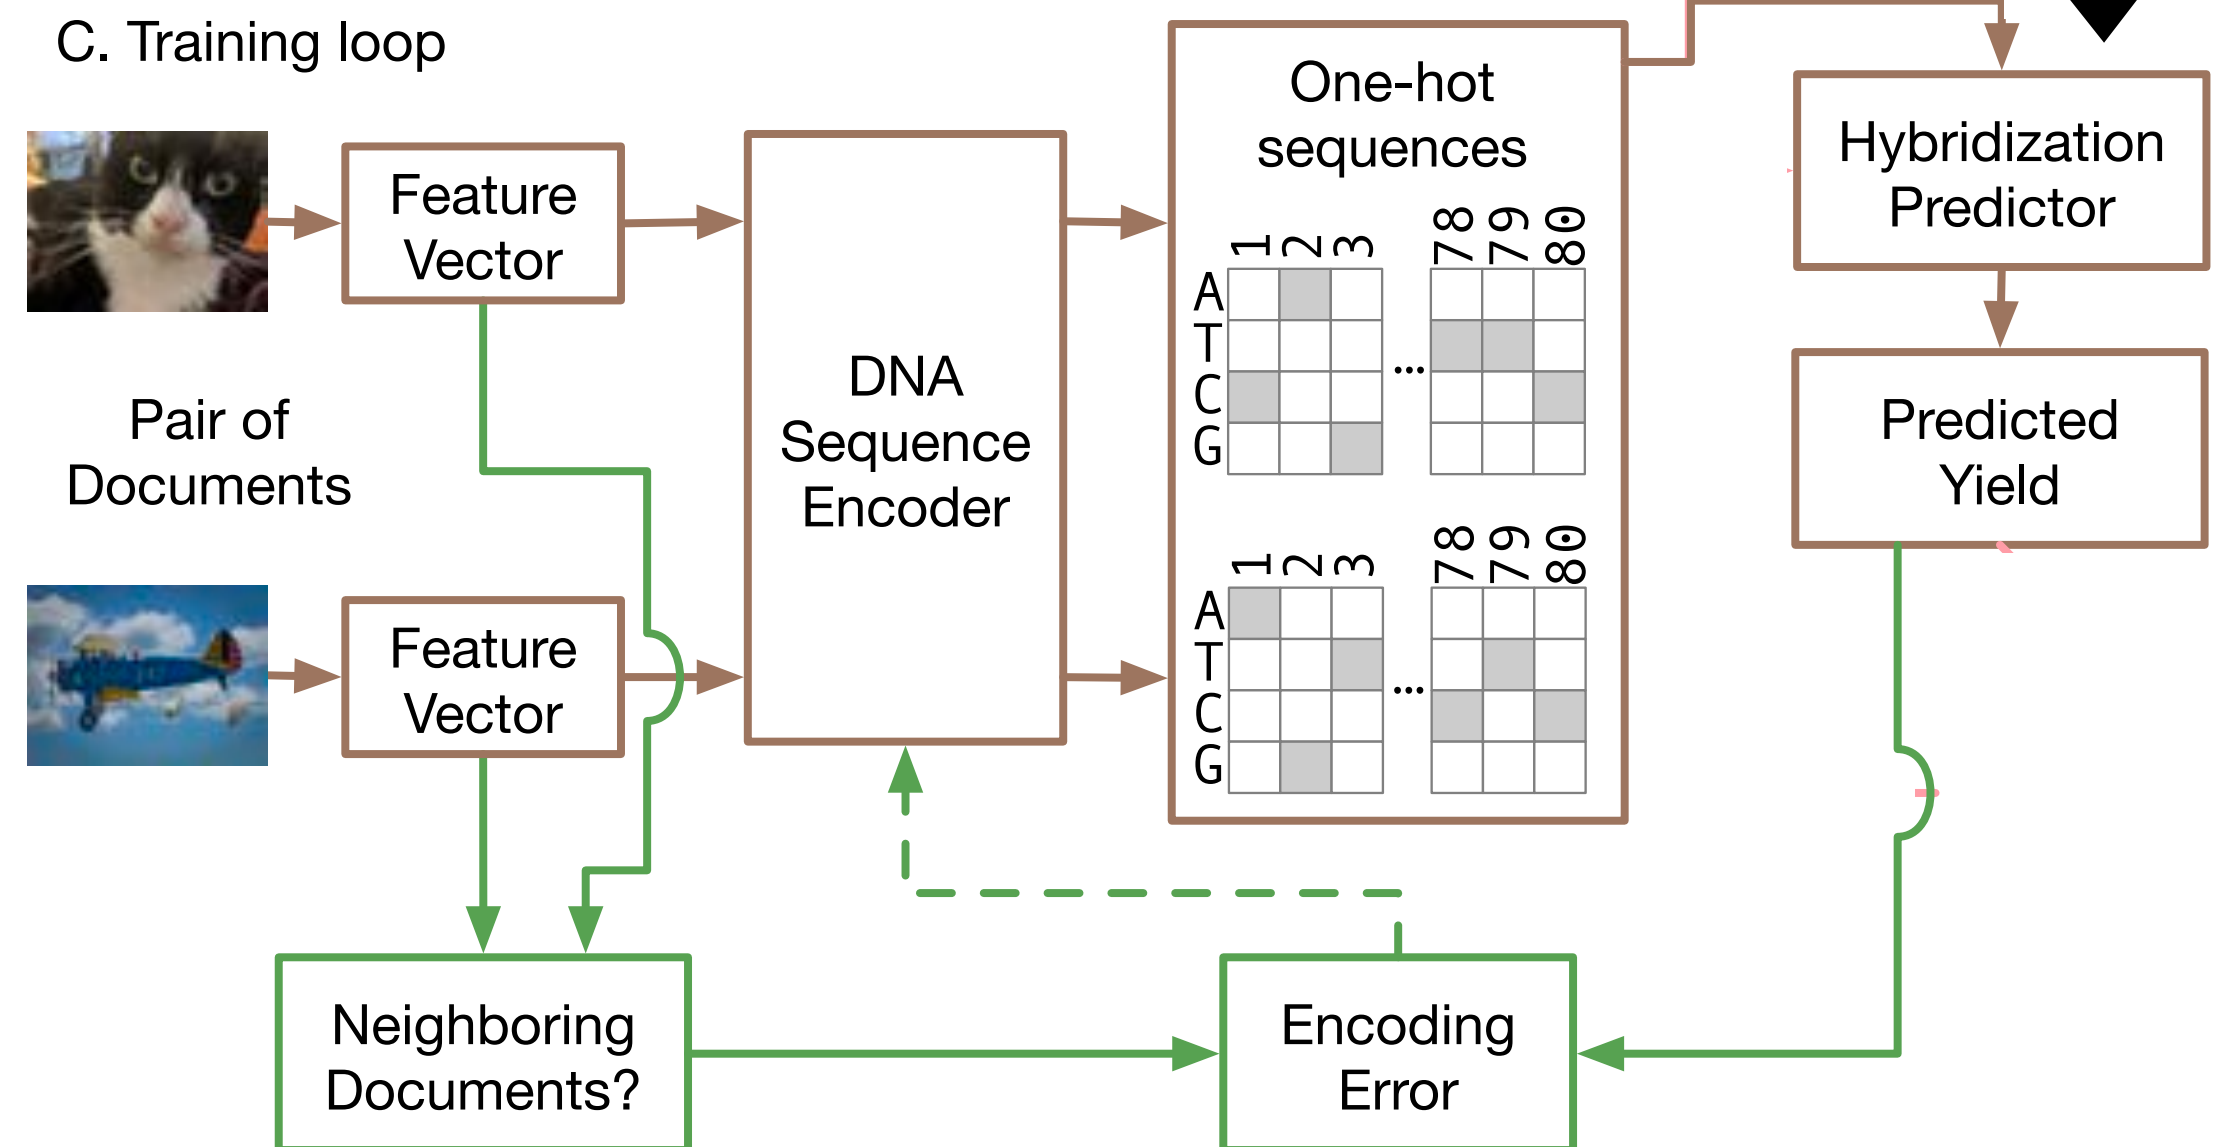 C. Training loop
Feature
Vector
Pair of
Documents
Feature
Vector
DNA
Sequence
Encoder
One-hot
sequences
1 2 3 78 79 80
A
T
...
C
G
1 2 3 78 79 80
A
T
...
C
G
Hybridization
Predictor
Predicted
Yield
Neighboring
Documents?
Encoding
Error